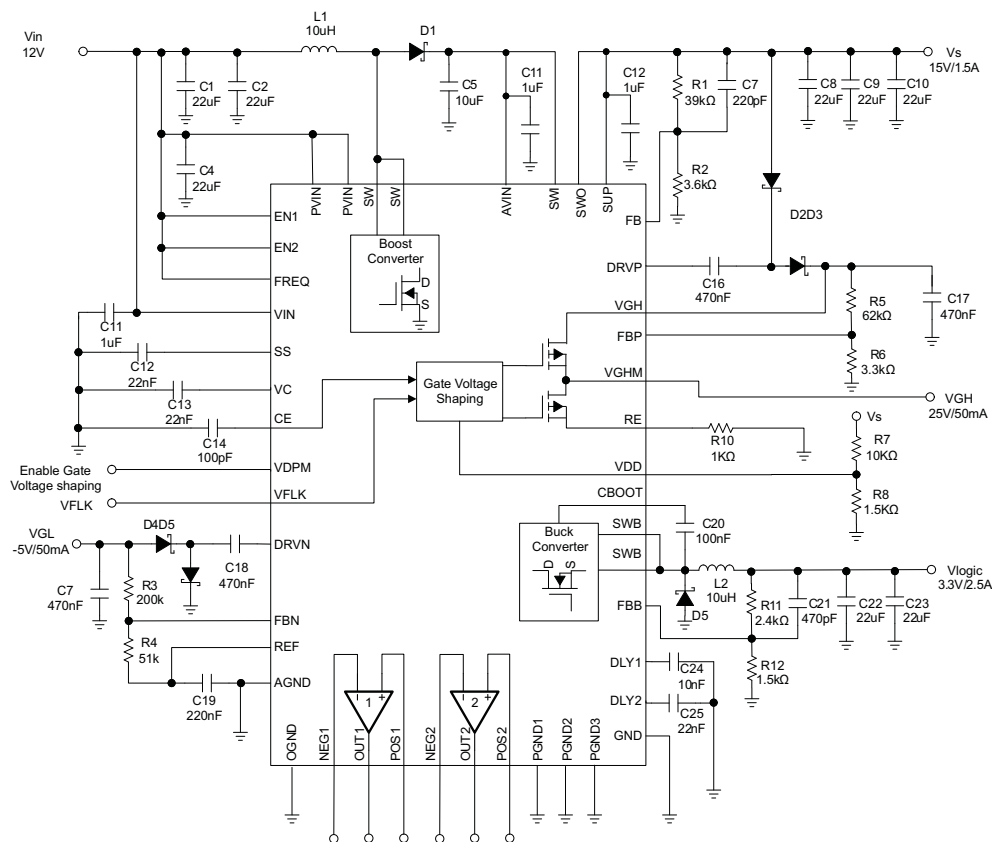 Vin
12V
L1
10uH
D1
C1
22uF
C2
22uF
C5
10uF
C11
1uF
C12
1uF
R1
39kΩ
C7
220pF
C8
22uF
C9
22uF
C10
22uF
Vs
15V/1.5A
C4
22uF
R2
3.6kΩ
PVIN
PVIN
SW
SW
AVIN
SWI
SWO
SUP
FB
D2D3
EN1
EN2
FREQ
VIN
SS
VC
CE
VDPM
VFLK
DRVN
FBN
REF
AGND
Boost
Converter
D
S
DRVP
C16
470nF
VGH
FBP
R5
62kΩ
C17
470nF
R6
3.3kΩ
C11
1uF
C12
22nF
C13
22nF
C14
100pF
Gate Voltage
Shaping
VGHM
VGH
25V/50mA
RE
R10
1KΩ
Vs
R7
10KΩ
VDD
R8
1.5KΩ
Enable Gate
Voltage shaping
VFLK
CBOOT
SWB
SWB
C20
100nF
Buck
Converter
D
S
VGL
-5V/50mA
D4D5
C18
470nF
C7
470nF
R3
200k
R4
51k
C19
220nF
L2
10uH
Vlogic
3.3V/2.5A
D5
FBB
R11
2.4kΩ
C21
470pF
C22
22uF
C23
22uF
R12
1.5kΩ
DLY1
C24
10nF
DLY2
C25
22nF
GND
1
2
OGND
NEG1
OUT1
POS1
NEG2
OUT2
POS2
PGND1
PGND2
PGND3